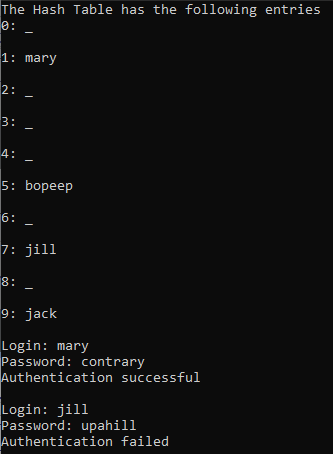 The Hash Table has the following entries
0: _
1: mary
2: _
3: _
4: _
5: bopeep
6: _
7: jill
8: _
9: jack
Login: mary
Password: contrary
Authentication successful
Login: jill
Password: upahill
Authentication failed